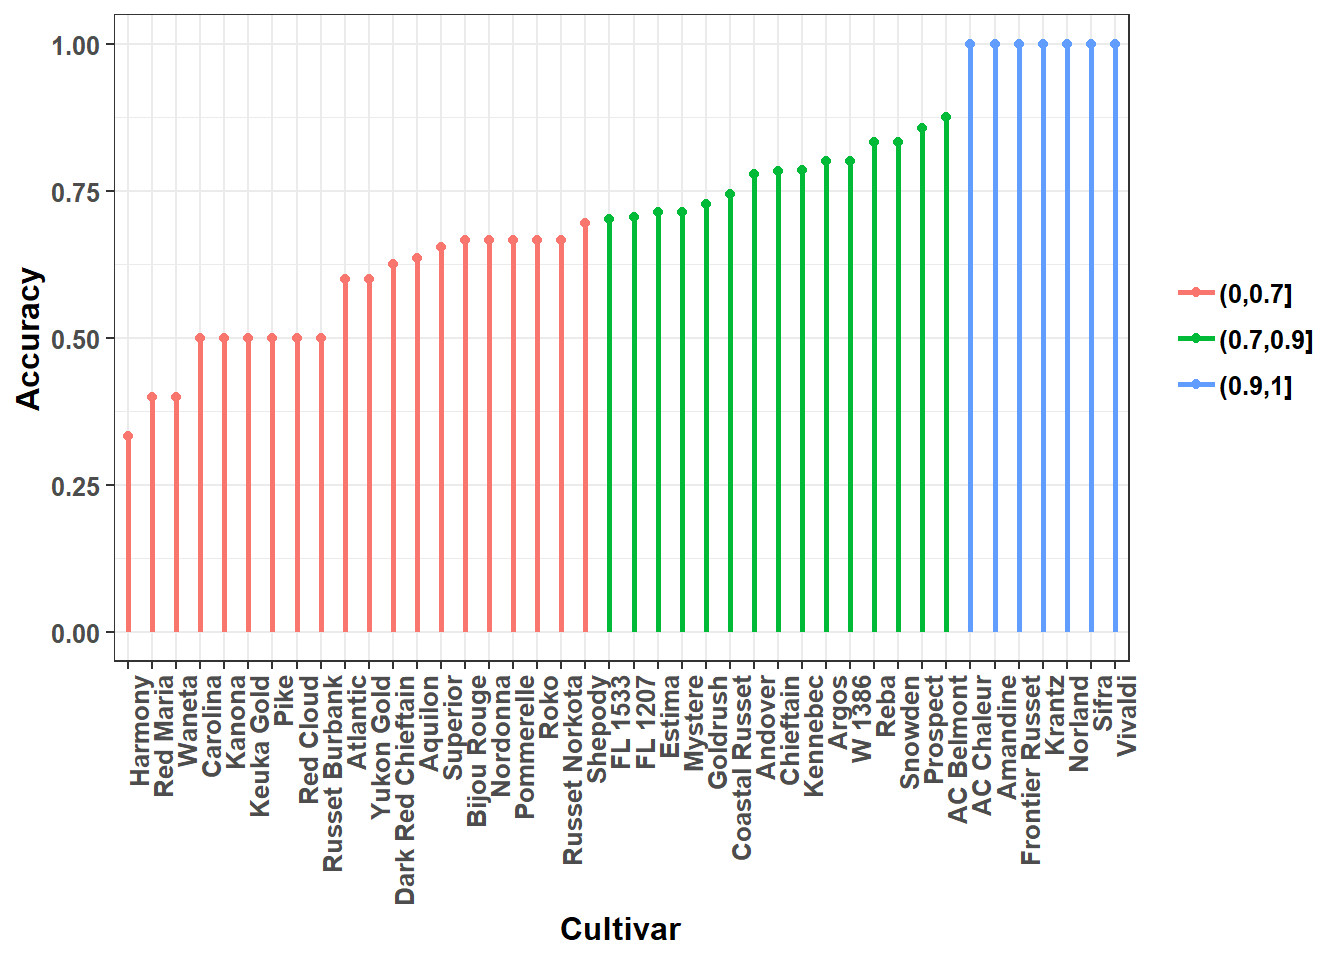 1.00
0.75
0.50
0.25
0.00
Accuracy
Harmony
Red Maria
Waneta
Carolina
Kanona
Keuka Gold
Pike
Red Cloud
Russet Burbank
Atlantic
Yukon Gold
Dark Red Chieftain
Aquilon
Superior
Bijou Rouge
Nordonna
Pommerelle
Roko
Russet Norkota
Shepody
FL 1533
FL 1207
Estima
Mystere
Goldrush
Coastal Russet
Andover
Chieftain
Kennebec
Argos
W 1386
Reba
Snowden
Prospect
AC Belmont
AC Chaleur
Amandine
Frontier Russet
Krantz
Norland
Sifra
Vivaldi
Cultivar
(0,0.7]
(0.7,0.9]
(0.9,1]